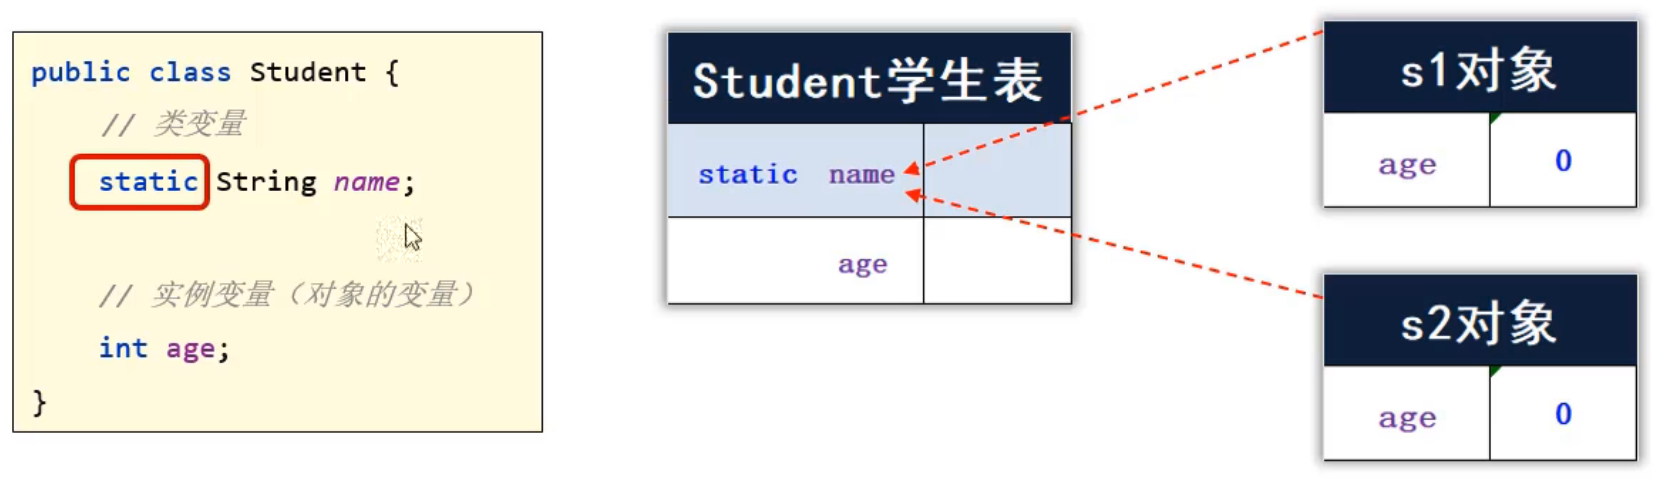 public class Student {
// 类变量
static String name;
// 实例变量（对象的变量）
int age;
}
Student学生表
static name
age
s1对象
age 0
s2对象
age 0